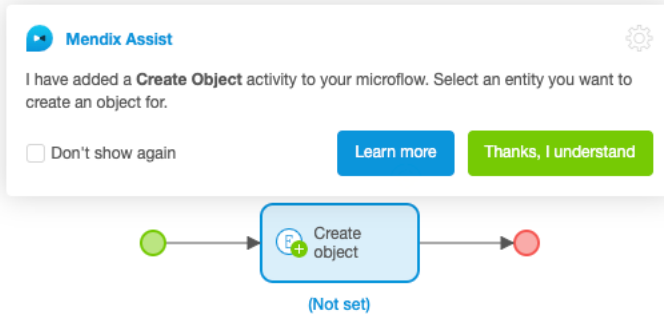 Mendix Assist
I have added a Create Object activity to your microflow. Select an entity you want to
create an object for.
Don't show again
Learn more
Thanks, I understand
E
Create
object
(Not set)